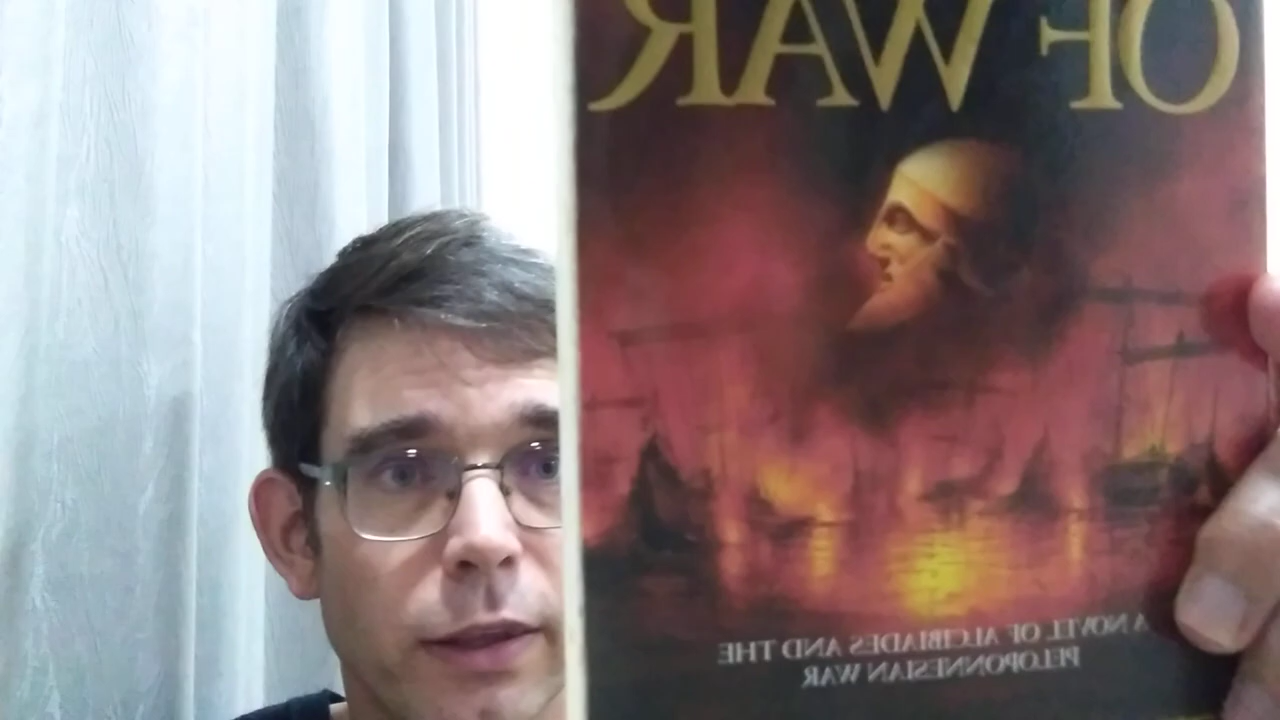 OF WAR
A NOVEL OF ALCIBIADES AND THE
PELOPONNESIAN WAR